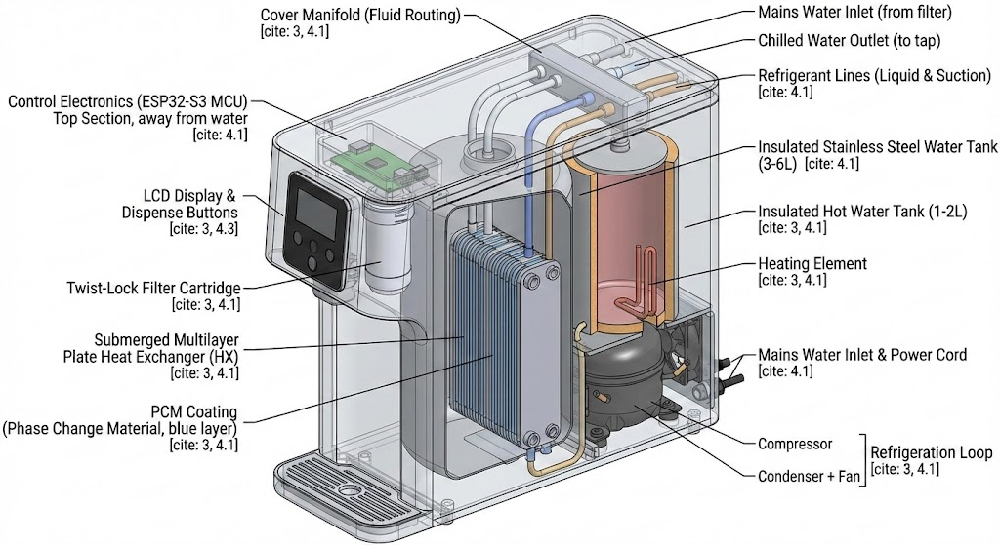 Cover Manifold (Fluid Routing)
[cite: 3, 4.1]
Control Electronics (ESP32-S3 MCU)
Top Section, away from water
[cite: 4.1]
LCD Display &
Dispense Buttons
[cite: 3, 4.3]
Twist-Lock Filter Cartridge
[cite: 3, 4.1]
Submerged Multilayer
Plate Heat Exchanger (HX)
[cite: 3, 4.1]
PCM Coating
(Phase Change Material, blue layer)
[cite: 3, 4.1]
Mains Water Inlet (from filter)
Chilled Water Outlet (to tap)
Refrigerant Lines (Liquid & Suction)
[cite: 4.1]
Insulated Stainless Steel Water Tank
(3-6L) [cite: 4.1]
Insulated Hot Water Tank (1-2L)
[cite: 3, 4.1]
Heating Element
[cite: 3, 4.1]
Mains Water Inlet & Power Cord
[cite: 4.1]
Compressor
Condenser + Fan
Refrigeration Loop
[cite: 3, 4.1]